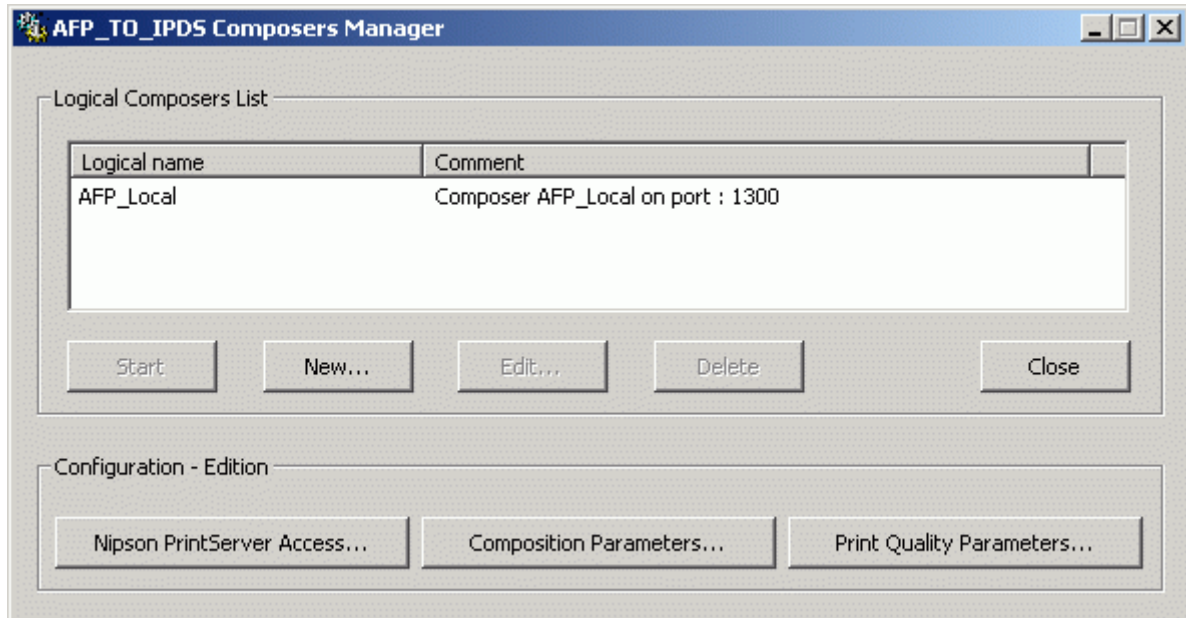 AFP_TO_IPDS Composers Manager
Logical Composers List
Logical name Comment
AFP_Local Composer AFP_Local on port : 1300
Start New... Edit... Delete Close
Configuration - Edition
Nipson PrintServer Access... Composition Parameters... Print Quality Parameters...